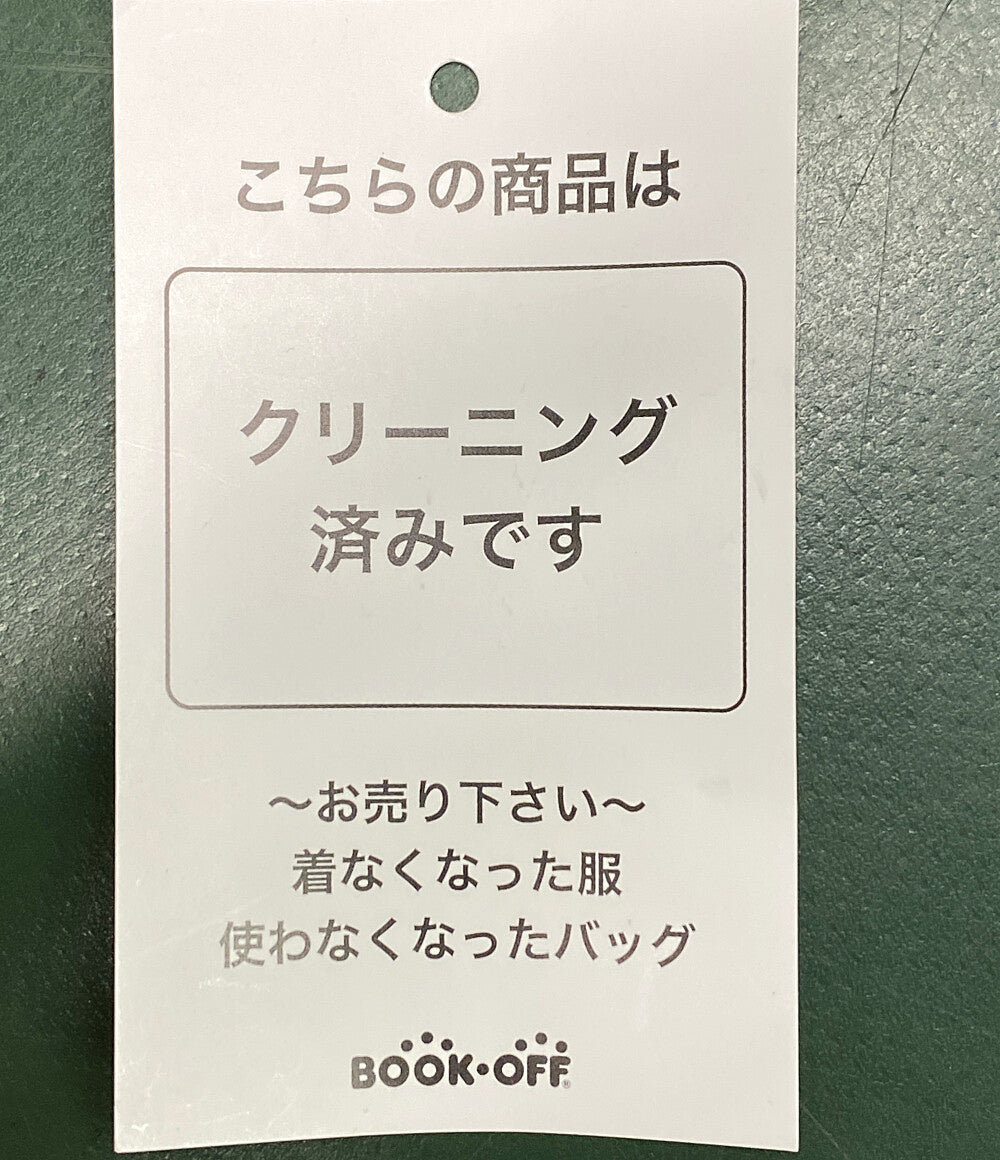 こちらの商品は
クリーニング
済みです
〜お売り下さい〜
着なくなった服
使わなくなったバッグ
BOOK・OFF®